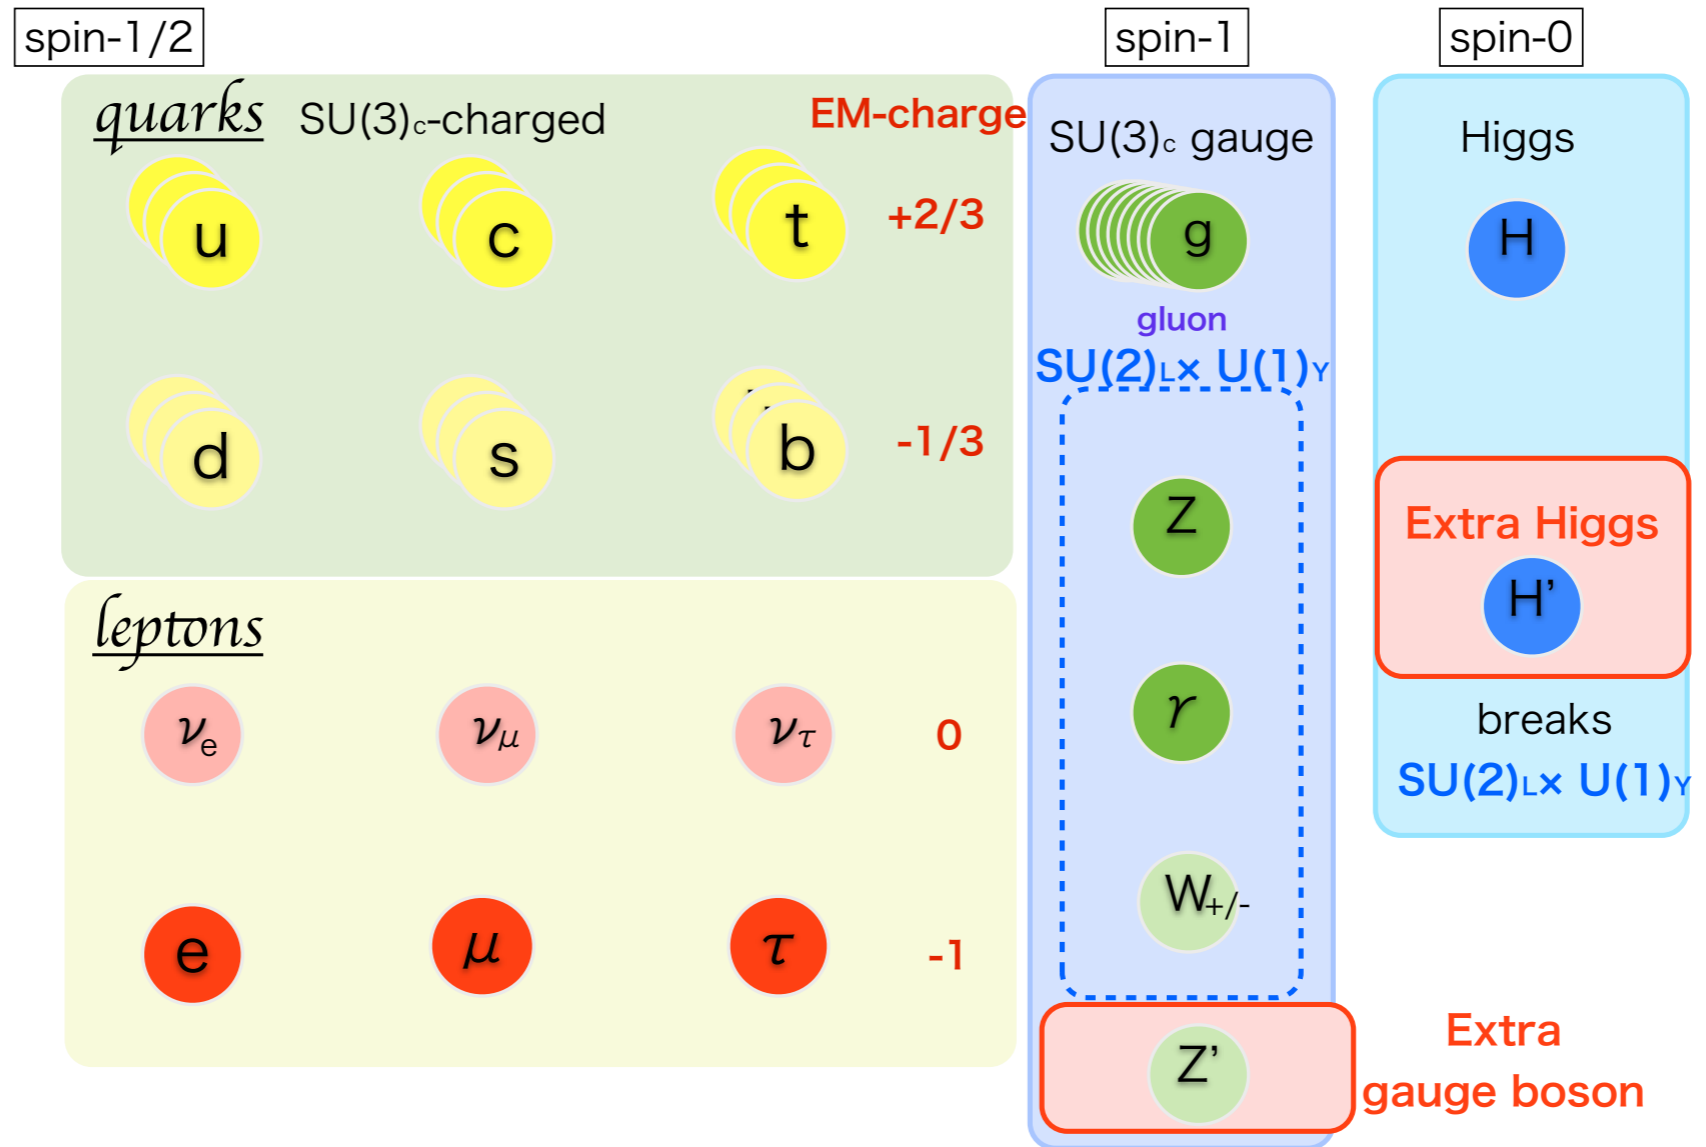 spin-1/2
spin-1
spin-0
quarks SU(3)c-charged EM-charge
u c t +2/3
d s b -1/3
leptons
νe νμ ντ 0
e μ τ -1
SU(3)c gauge
g
gluon
SU(2)L× U(1)Y
Z
γ
W+/-
Z’
Extra
gauge boson
Higgs
H
Extra Higgs
H’
breaks
SU(2)L× U(1)Y